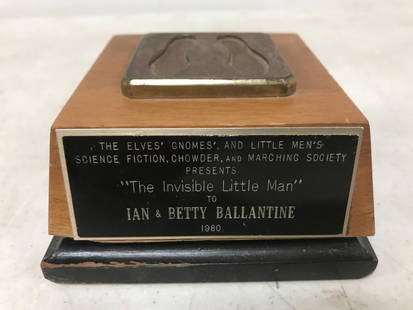 THE ELVES' GNOMES', AND LITTLE MEN'S
SCIENCE FICTION, CHOWDER, AND MARCHING SOCIETY
PRESENTS
"The Invisible Little Man"
TO
IAN & BETTY BALLANTINE
1980